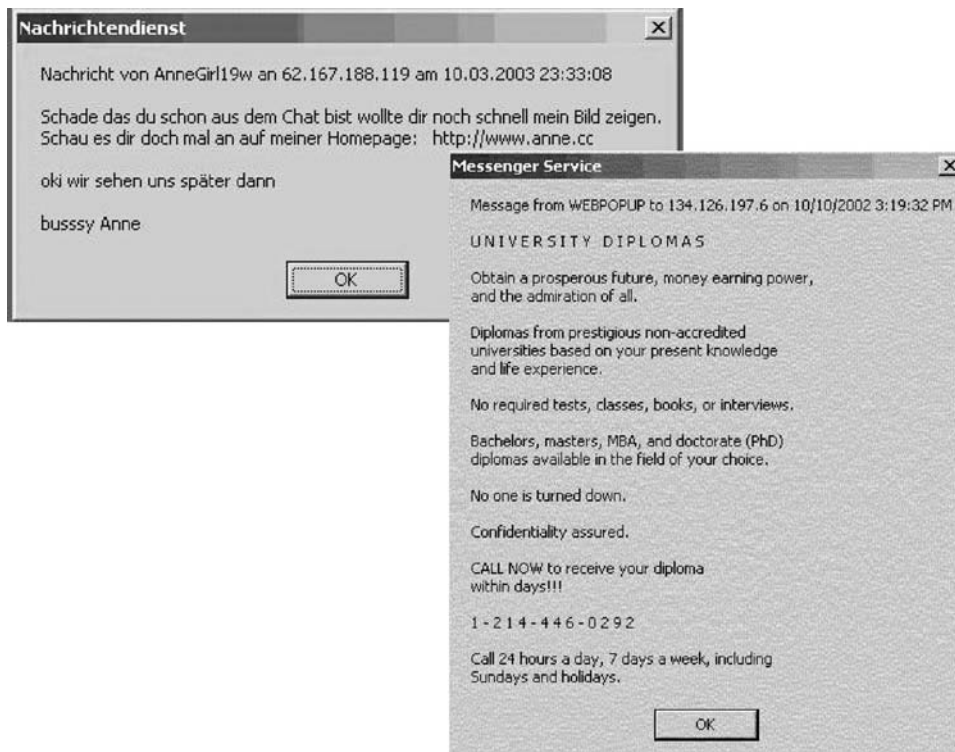 Nachrichtendienst
Nachricht von AnneGirl19w an 62.167.188.119 am 10.03.2003 23:33:08
Schade das du schon aus dem Chat bist wollte dir noch schnell mein Bild zeigen.
Schau es dir doch mal an auf meiner Homepage: http://www.anne.cc
oki wir sehen uns später dann
busssy Anne
OK
Messenger Service
Message from WEBPOPUP to 134.126.197.6 on 10/10/2002 3:19:32 PM
UNIVERSITY DIPLOMAS
Obtain a prosperous future, money earning power,
and the admiration of all.
Diplomas from prestigious non-accredited
universities based on your present knowledge
and life experience.
No required tests, classes, books, or interviews.
Bachelors, masters, MBA, and doctorate (PhD)
diplomas available in the field of your choice.
No one is turned down.
Confidentiality assured.
CALL NOW to receive your diploma
within days!!!
1-214-446-0292
Call 24 hours a day, 7 days a week, including
Sundays and holidays.
OK